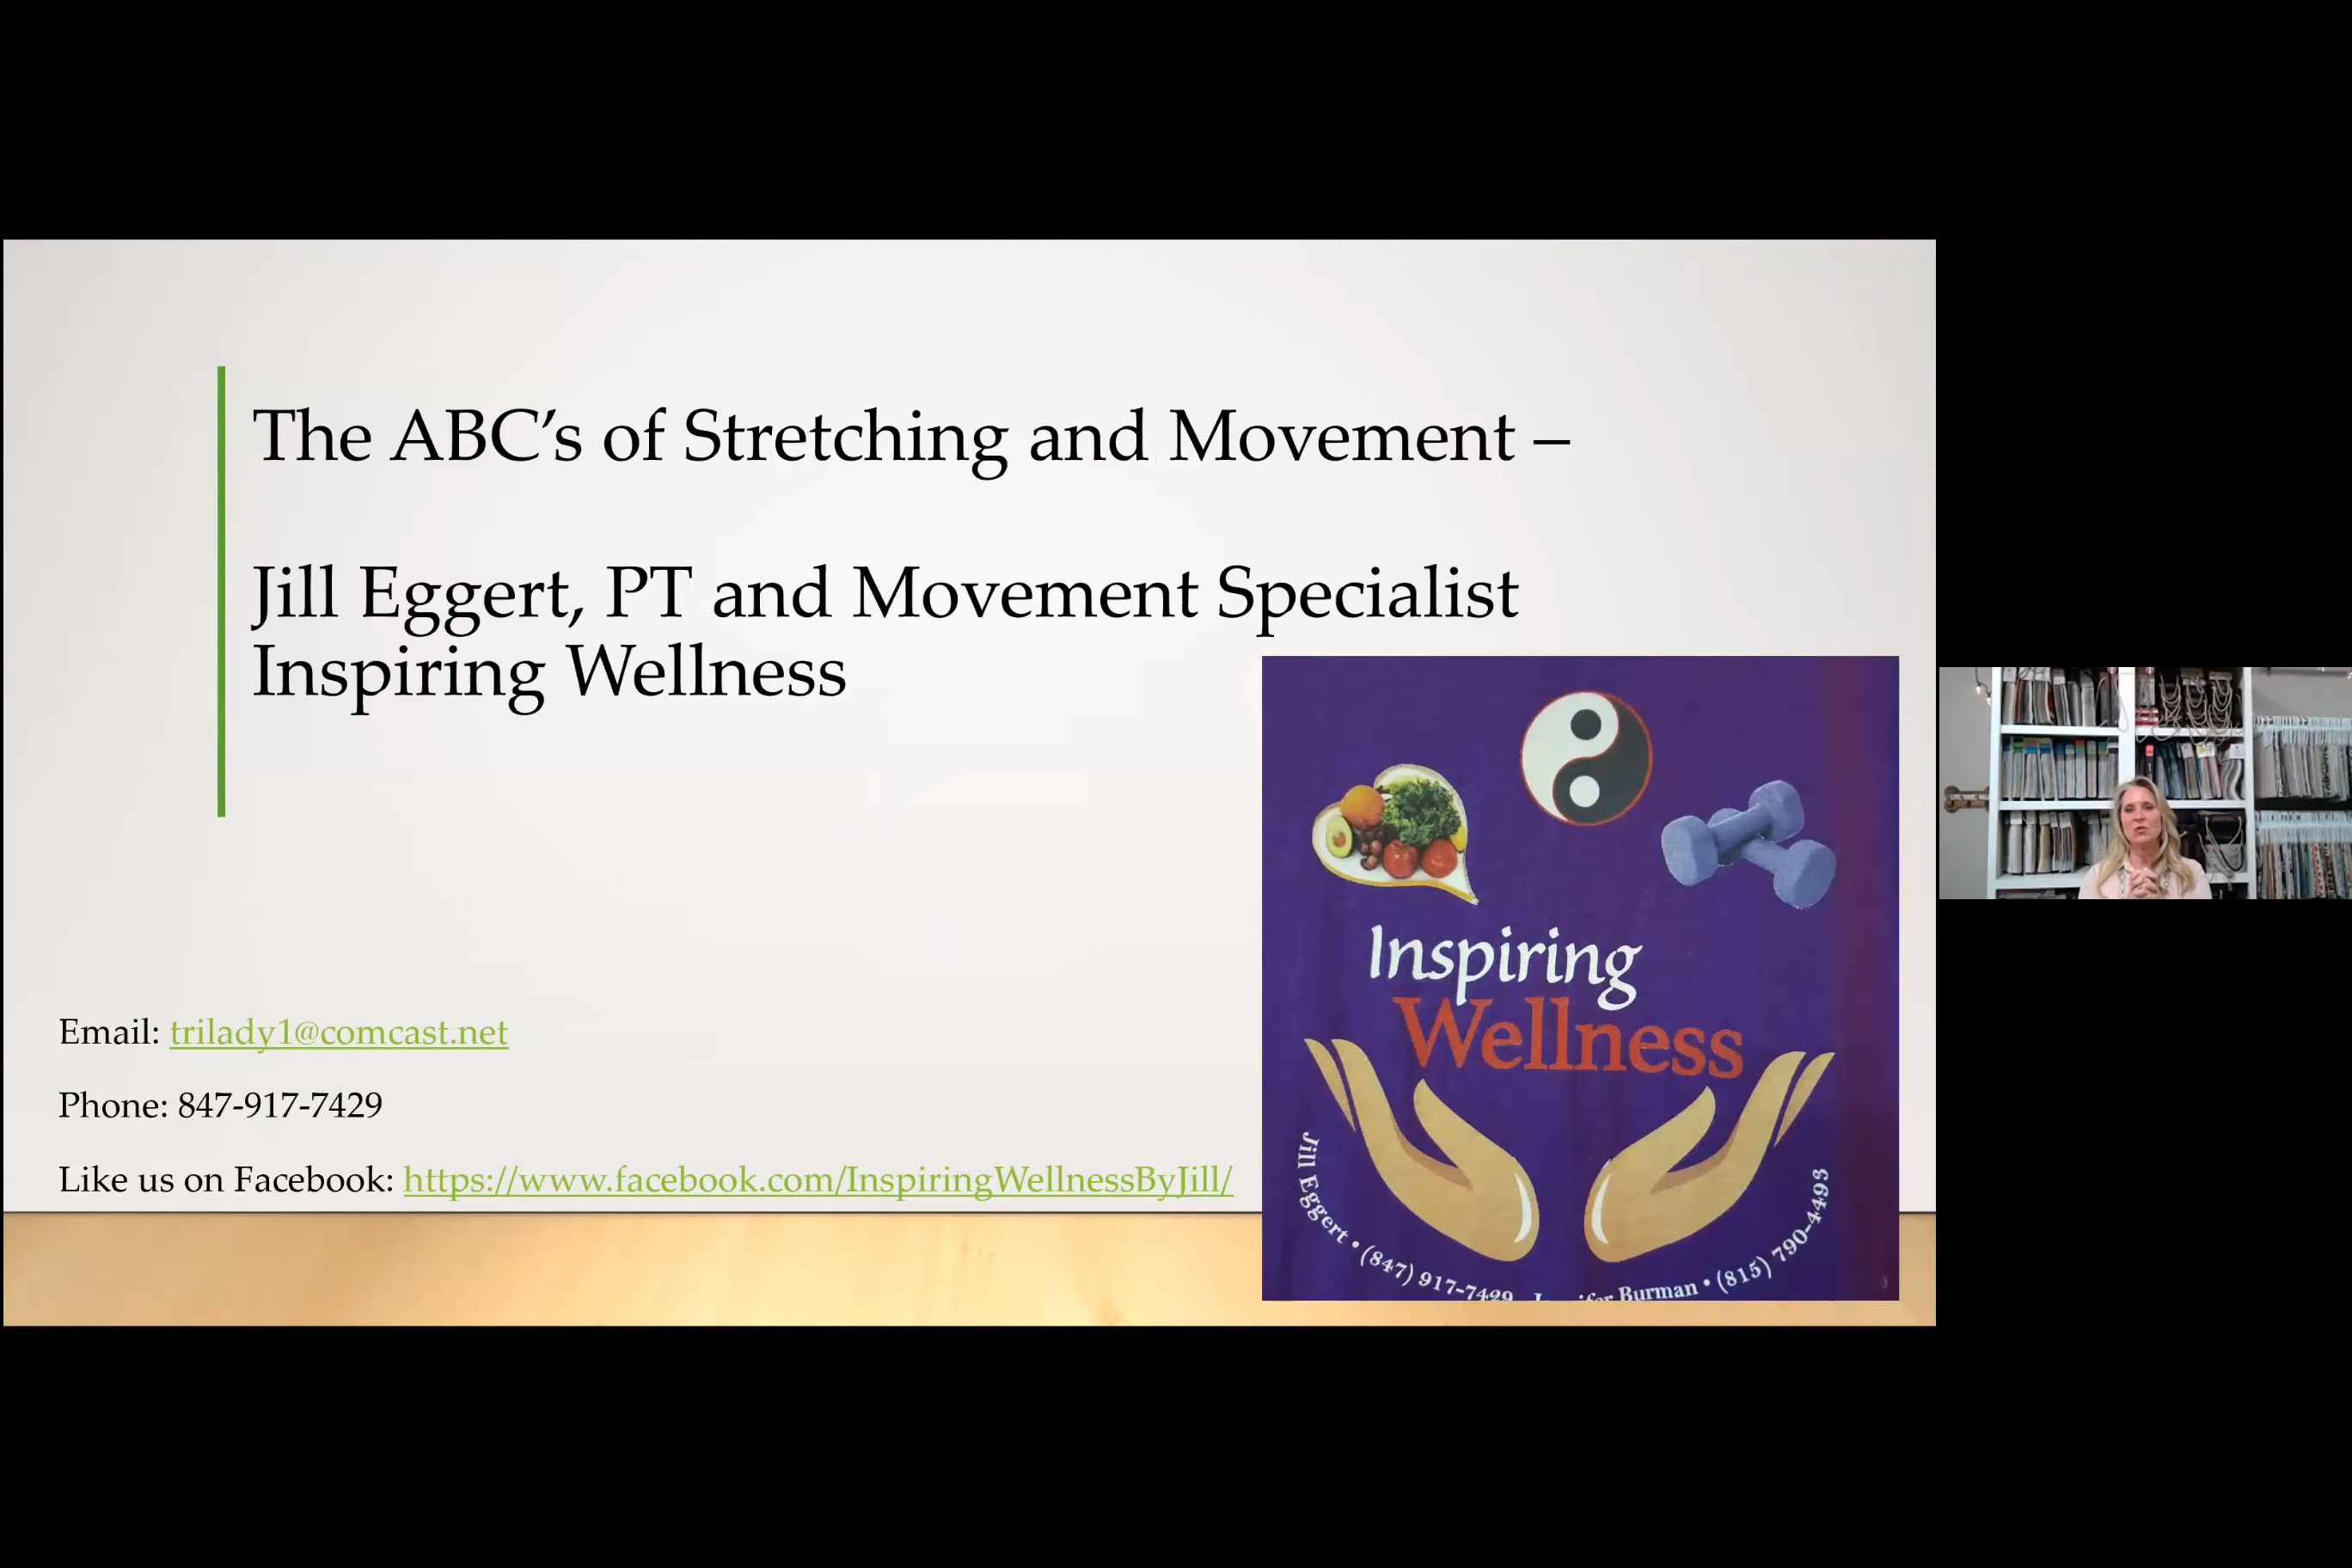 The ABC’s of Stretching and Movement –
Jill Eggert, PT and Movement Specialist
Inspiring Wellness
Email: trilady1@comcast.net
Phone: 847-917-7429
Like us on Facebook: https://www.facebook.com/InspiringWellnessByJill/
Inspiring
Wellness
Jill Eggert • (847) 917-7429 Burman • (815) 790-4493